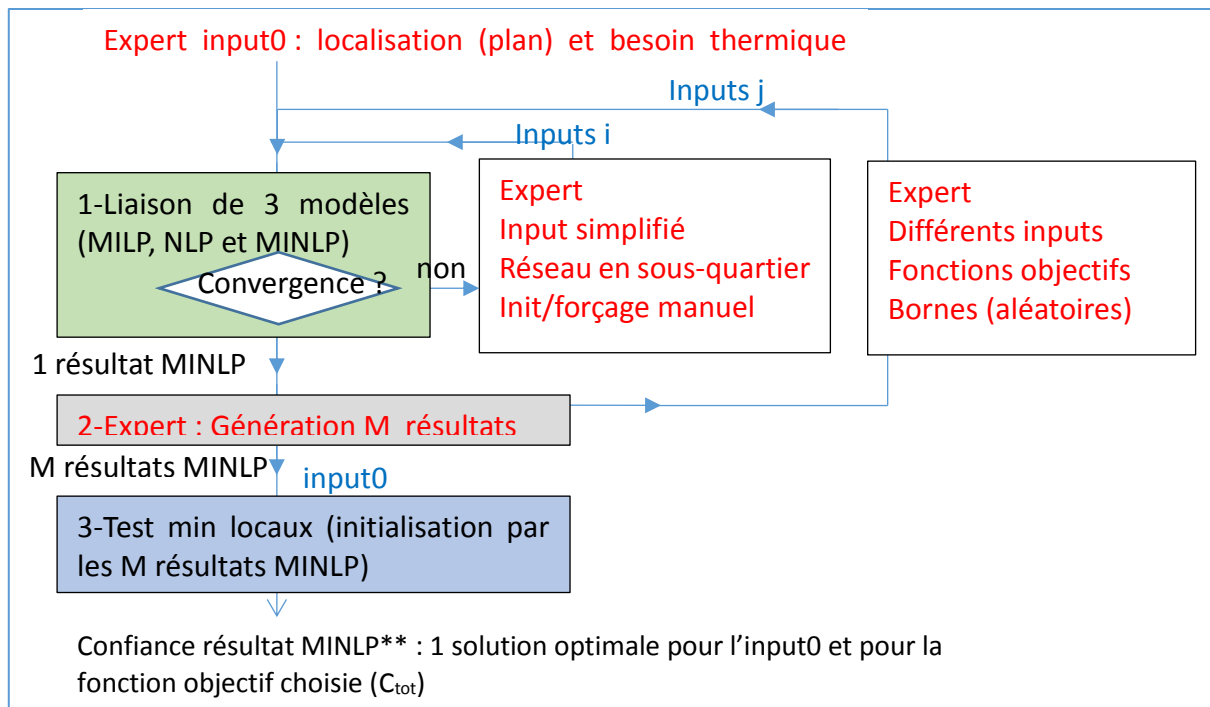 Expert input0 : localisation (plan) et besoin thermique
Inputs j
Inputs i
1-Liaison de 3 modèles
(MILP, NLP et MINLP)
Convergence ?
non
Expert
Input simplifié
Réseau en sous-quartier
Init/forçage manuel
Expert
Différents inputs
Fonctions objectifs
Bornes (aléatoires)
1 résultat MINLP
2-Expert : Génération M résultats
M résultats MINLP
input0
3-Test min locaux (initialisation par
les M résultats MINLP)
Confiance résultat MINLP** : 1 solution optimale pour l’input0 et pour la
fonction objectif choisie (Ctot)